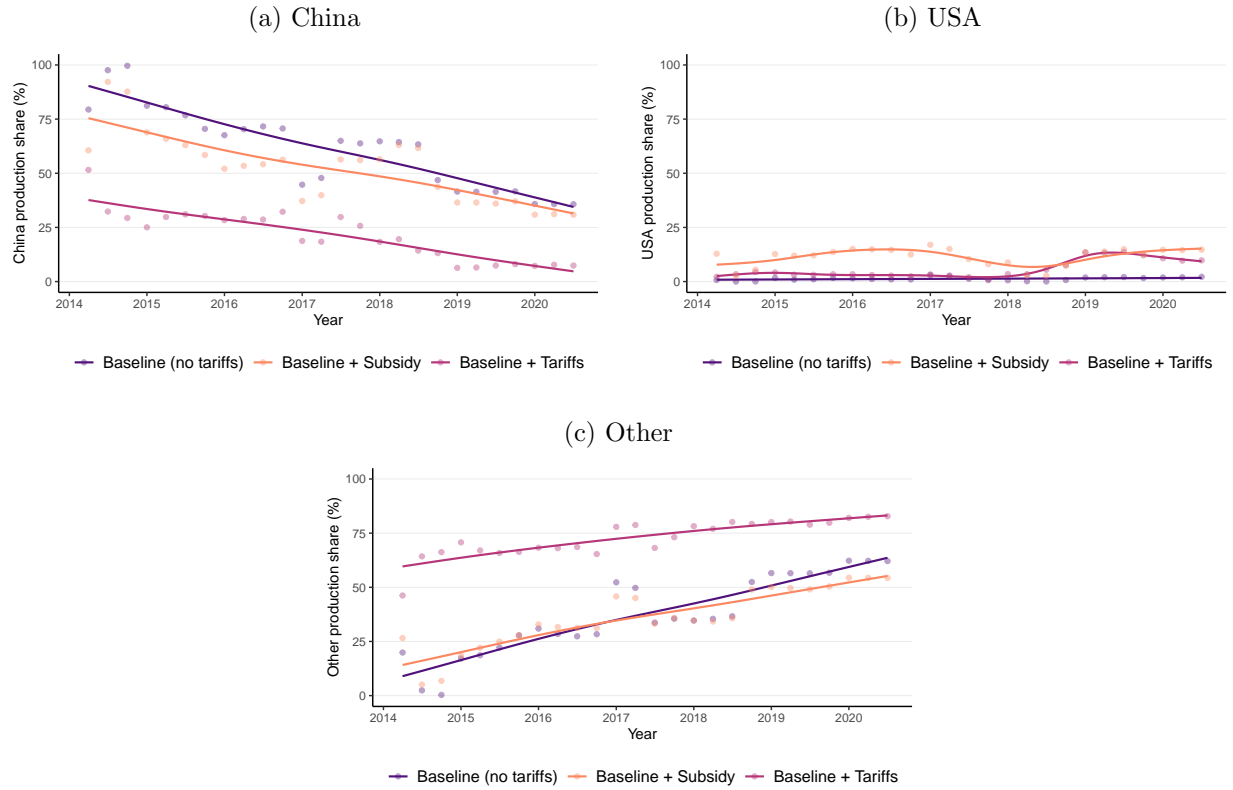 (a) China
China production share (%)
100
75
50
25
0
2014 2015 2016 2017 2018 2019 2020
Year
Baseline (no tariffs) Baseline + Subsidy Baseline + Tariffs
(b) USA
USA production share (%)
100
75
50
25
0
2014 2015 2016 2017 2018 2019 2020
Year
Baseline (no tariffs) Baseline + Subsidy Baseline + Tariffs
(c) Other
Other production share (%)
100
75
50
25
0
2014 2015 2016 2017 2018 2019 2020
Year
Baseline (no tariffs) Baseline + Subsidy Baseline + Tariffs